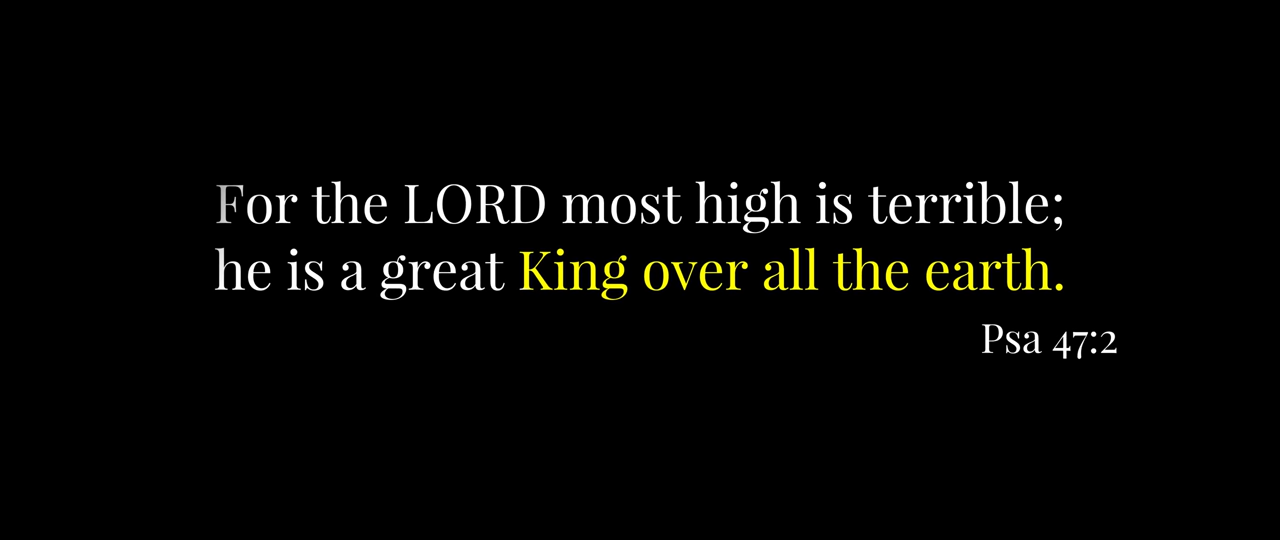 For the LORD most high is terrible;
he is a great King over all the earth.
Psa 47:2